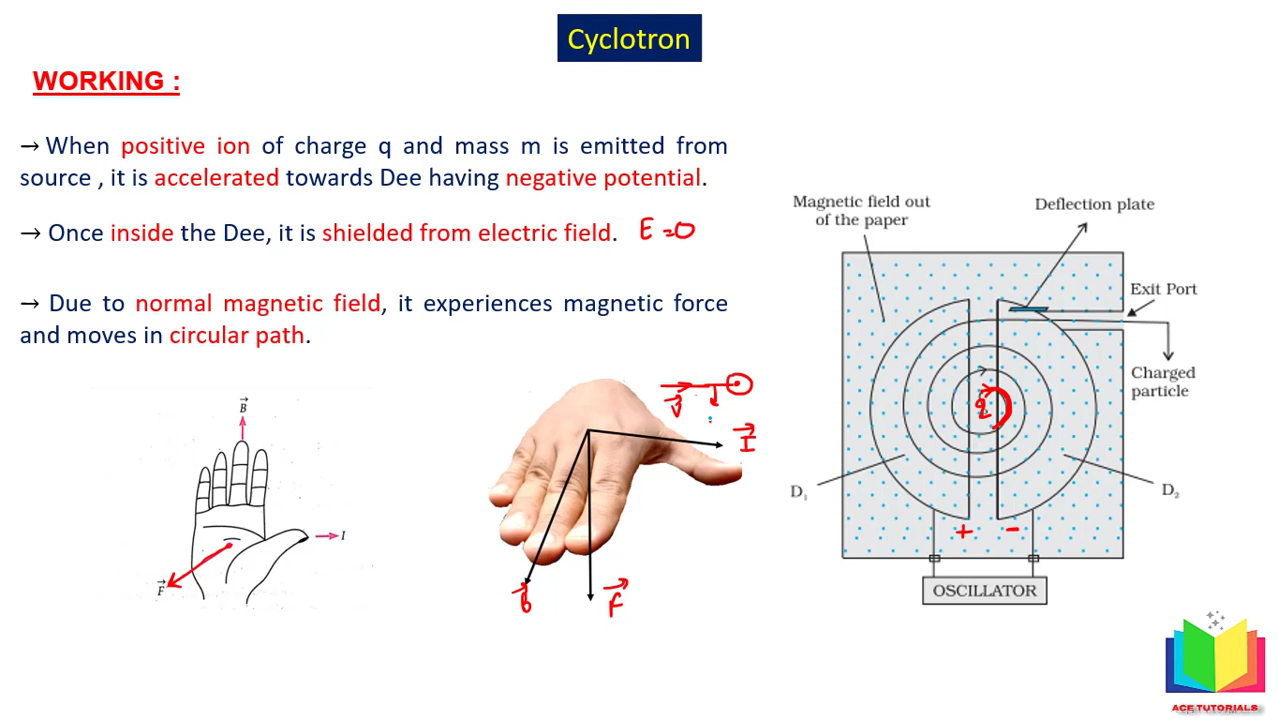 Cyclotron
WORKING :
→ When positive ion of charge q and mass m is emitted from
source , it is accelerated towards Dee having negative potential.
→ Once inside the Dee, it is shielded from electric field. E=0
→ Due to normal magnetic field, it experiences magnetic force
and moves in circular path.
B
I
F
V
I
B
F
Magnetic field out
of the paper
Deflection plate
Exit Port
Charged
particle
q
D₁
D₂
+ −
OSCILLATOR
ACE TUTORIALS